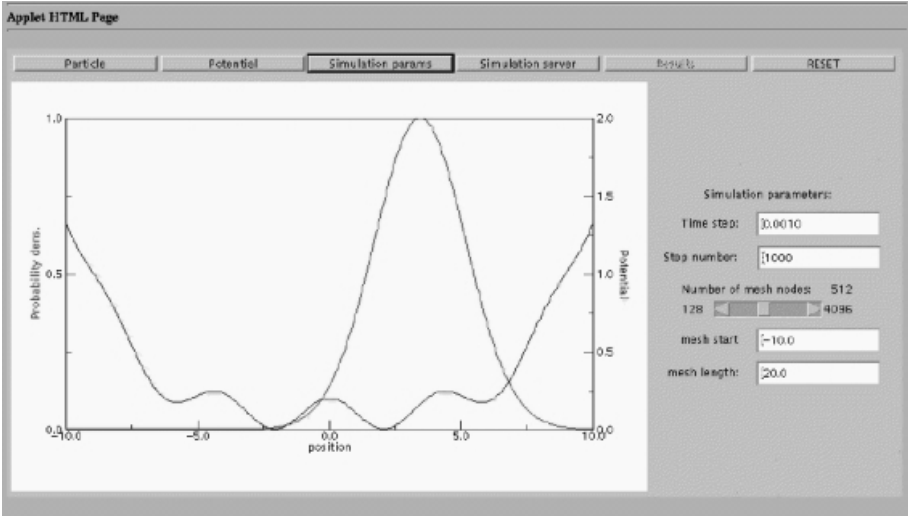 Applet HTML Page
Particle Potential Simulation params Simulation server Results RESET
1.0 2.0
1.5
Probability dens.
0.5 1.0
Potential
0.5
0.0 0.0
-10.0 -5.0 0.0 5.0 10.0
position
Simulation parameters:
Time step: 0.0010
Stop number: 1000
Number of mesh nodes: 512
128 4096
mesh start -10.0
mesh length: 20.0